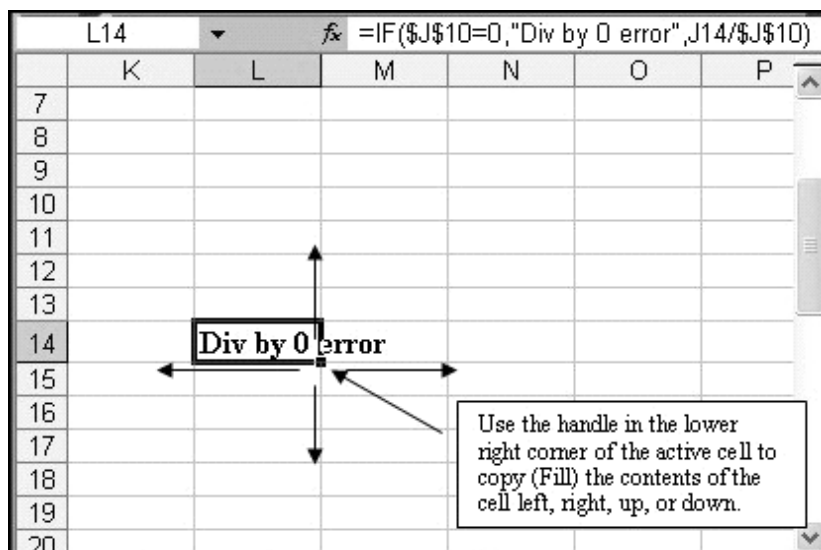 L14 fx =IF($J$10=0,"Div by 0 error",J14/$J$10)
K L M N O P
7
8
9
10
11
12
13
14 Div by 0 error
15
16
17
18
19
20
Use the handle in the lower
right corner of the active cell to
copy (Fill) the contents of the
cell left, right, up, or down.